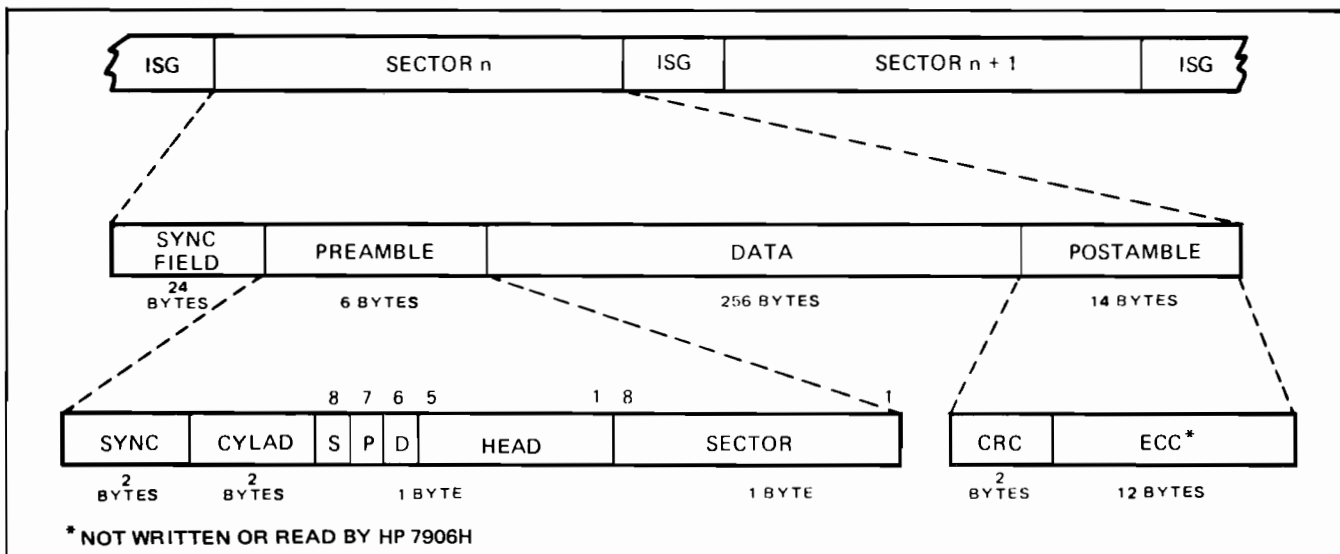 ISG SECTOR n ISG SECTOR n + 1 ISG
SYNC FIELD PREAMBLE DATA POSTAMBLE
24 BYTES 6 BYTES 256 BYTES 14 BYTES
8 7 6 5 1 8 1
SYNC CYLAD S P D HEAD SECTOR CRC ECC*
2 BYTES 2 BYTES 1 BYTE 1 BYTE 2 BYTES 12 BYTES
* NOT WRITTEN OR READ BY HP 7906H